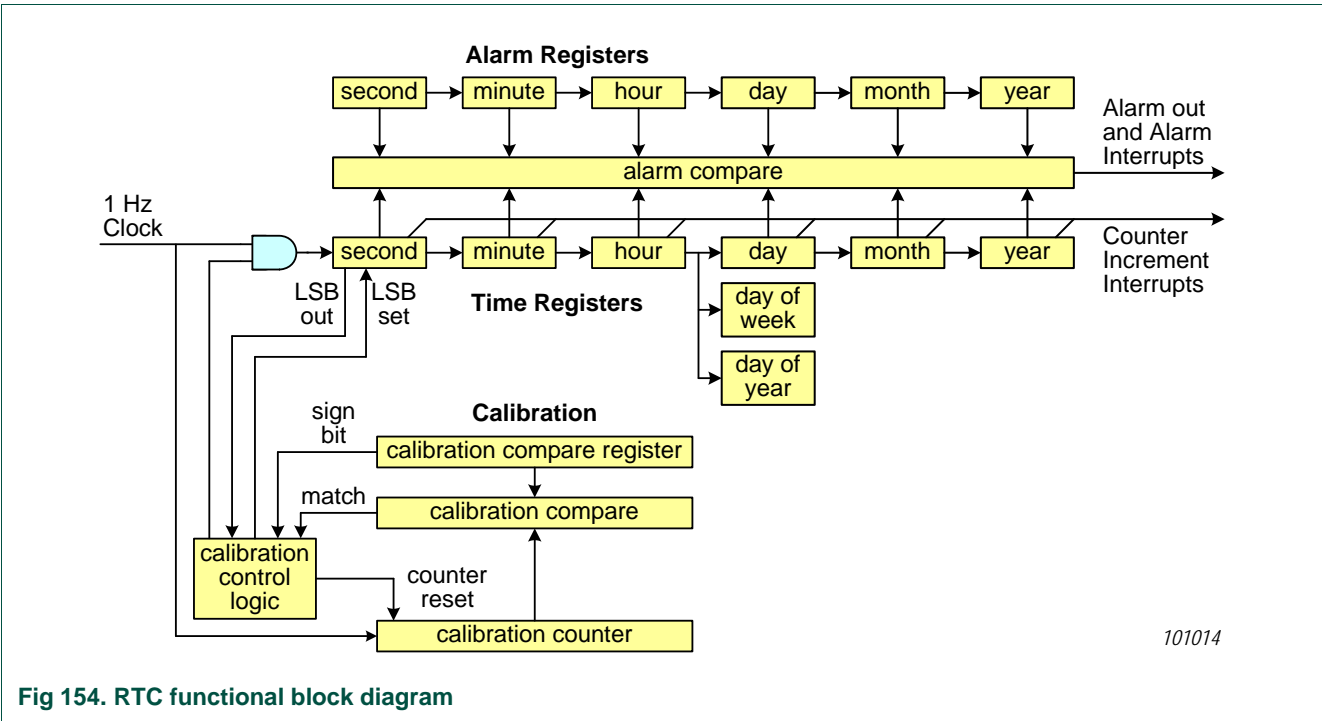 Alarm Registers
second
minute
hour
day
month
year
Alarm out
and Alarm
Interrupts
alarm compare
1 Hz
Clock
second
minute
hour
day
month
year
Counter
Increment
Interrupts
LSB
out
LSB
set
Time Registers
day of
week
day of
year
sign
bit
Calibration
calibration compare register
match
calibration compare
calibration
control
logic
counter
reset
calibration counter
101014
Fig 154. RTC functional block diagram